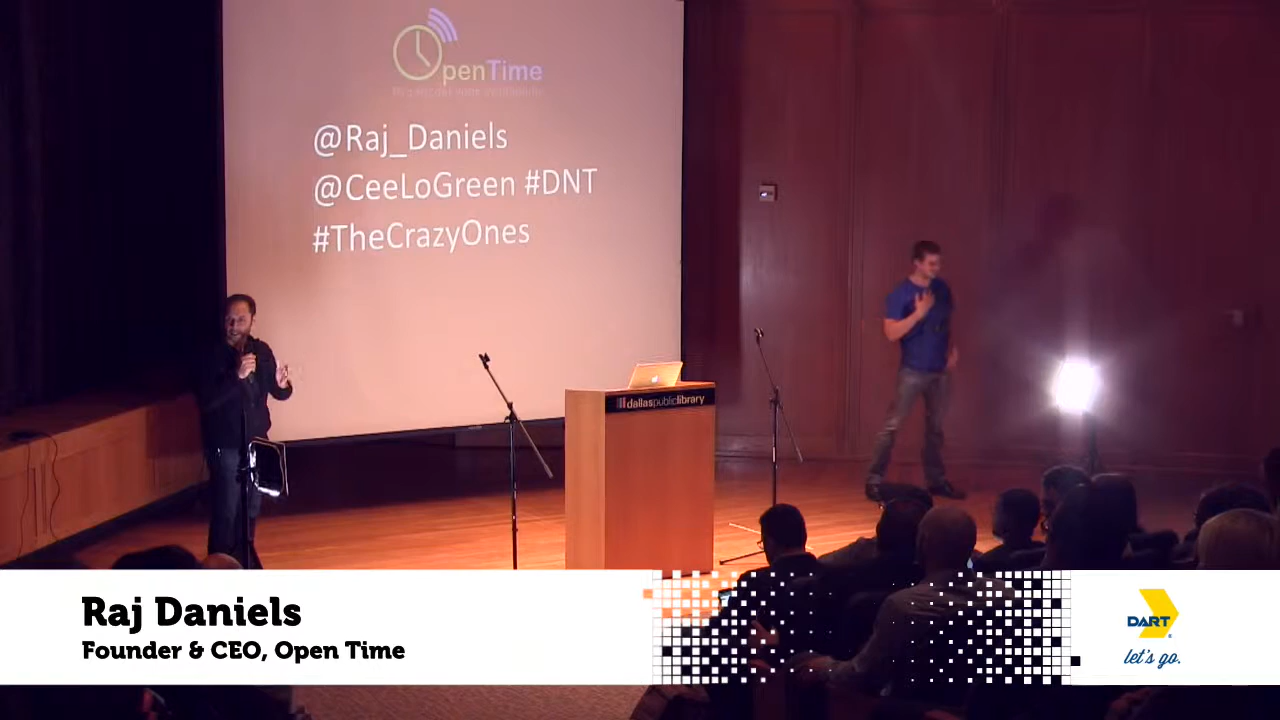 OpenTime
@Raj_Daniels
@CeeLoGreen #DNT
#TheCrazyOnes
dallaspubliclibrary
Raj Daniels
Founder & CEO, Open Time
DART
let's go.